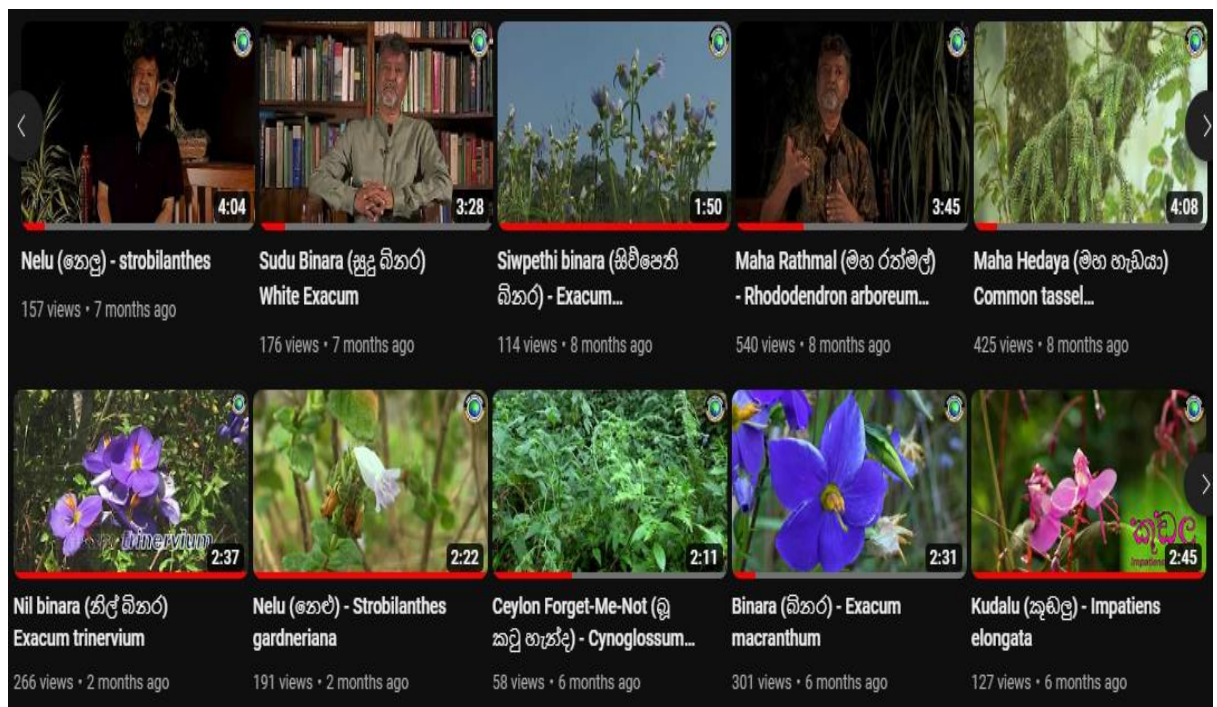 4:04
3:28
1:50
3:45
4:08
Nelu (නෙලු) - strobilanthes
157 views • 7 months ago
Sudu Binara (සුදු බිනර)
White Exacum
176 views • 7 months ago
Siwpethi binara (සිව්පෙති
බිනර) - Exacum...
114 views • 8 months ago
Maha Rathmal (මහ රත්මල්)
- Rhododendron arboreum...
540 views • 8 months ago
Maha Hedaya (මහ හැඩයා)
Common tassel...
425 views • 8 months ago
trinervium
2:37
2:22
2:11
2:31
කූඩලු
Impatiens
2:45
Nil binara (නිල් බිනර)
Exacum trinervium
266 views • 2 months ago
Nelu (නෙළු) - Strobilanthes
gardneriana
191 views • 2 months ago
Ceylon Forget-Me-Not (බූ
කටු හැන්ද) - Cynoglossum...
58 views • 6 months ago
Binara (බිනර) - Exacum
macranthum
301 views • 6 months ago
Kudalu (කූඩලු) - Impatiens
elongata
127 views • 6 months ago